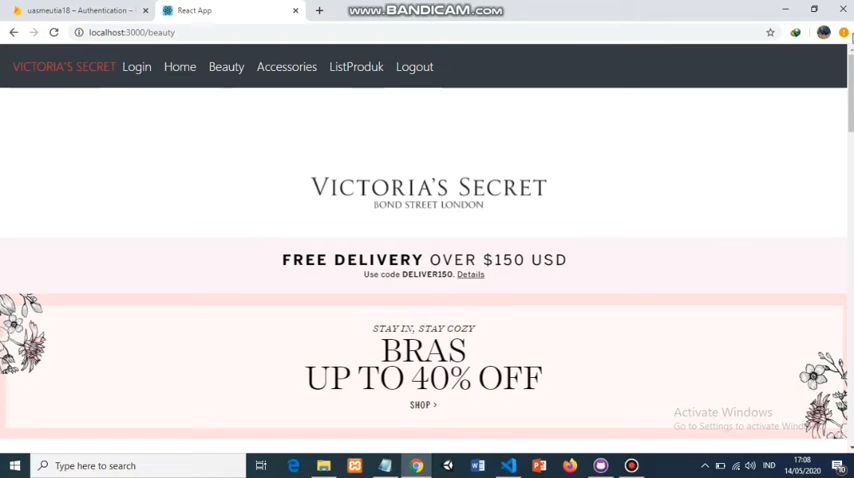 uasmeutia18 – Authentication –
React App
www.BANDICAM.com
localhost:3000/beauty
VICTORIA'S SECRET Login Home Beauty Accessories ListProduk Logout
VICTORIA'S SECRET
BOND STREET LONDON
FREE DELIVERY OVER $150 USD
Use code DELIVER150. Details
STAY IN, STAY COZY
BRAS
UP TO 40% OFF
SHOP >
Activate Windows
Go to Settings to activate Wind
Type here to search
IND
17:08
14/05/2020